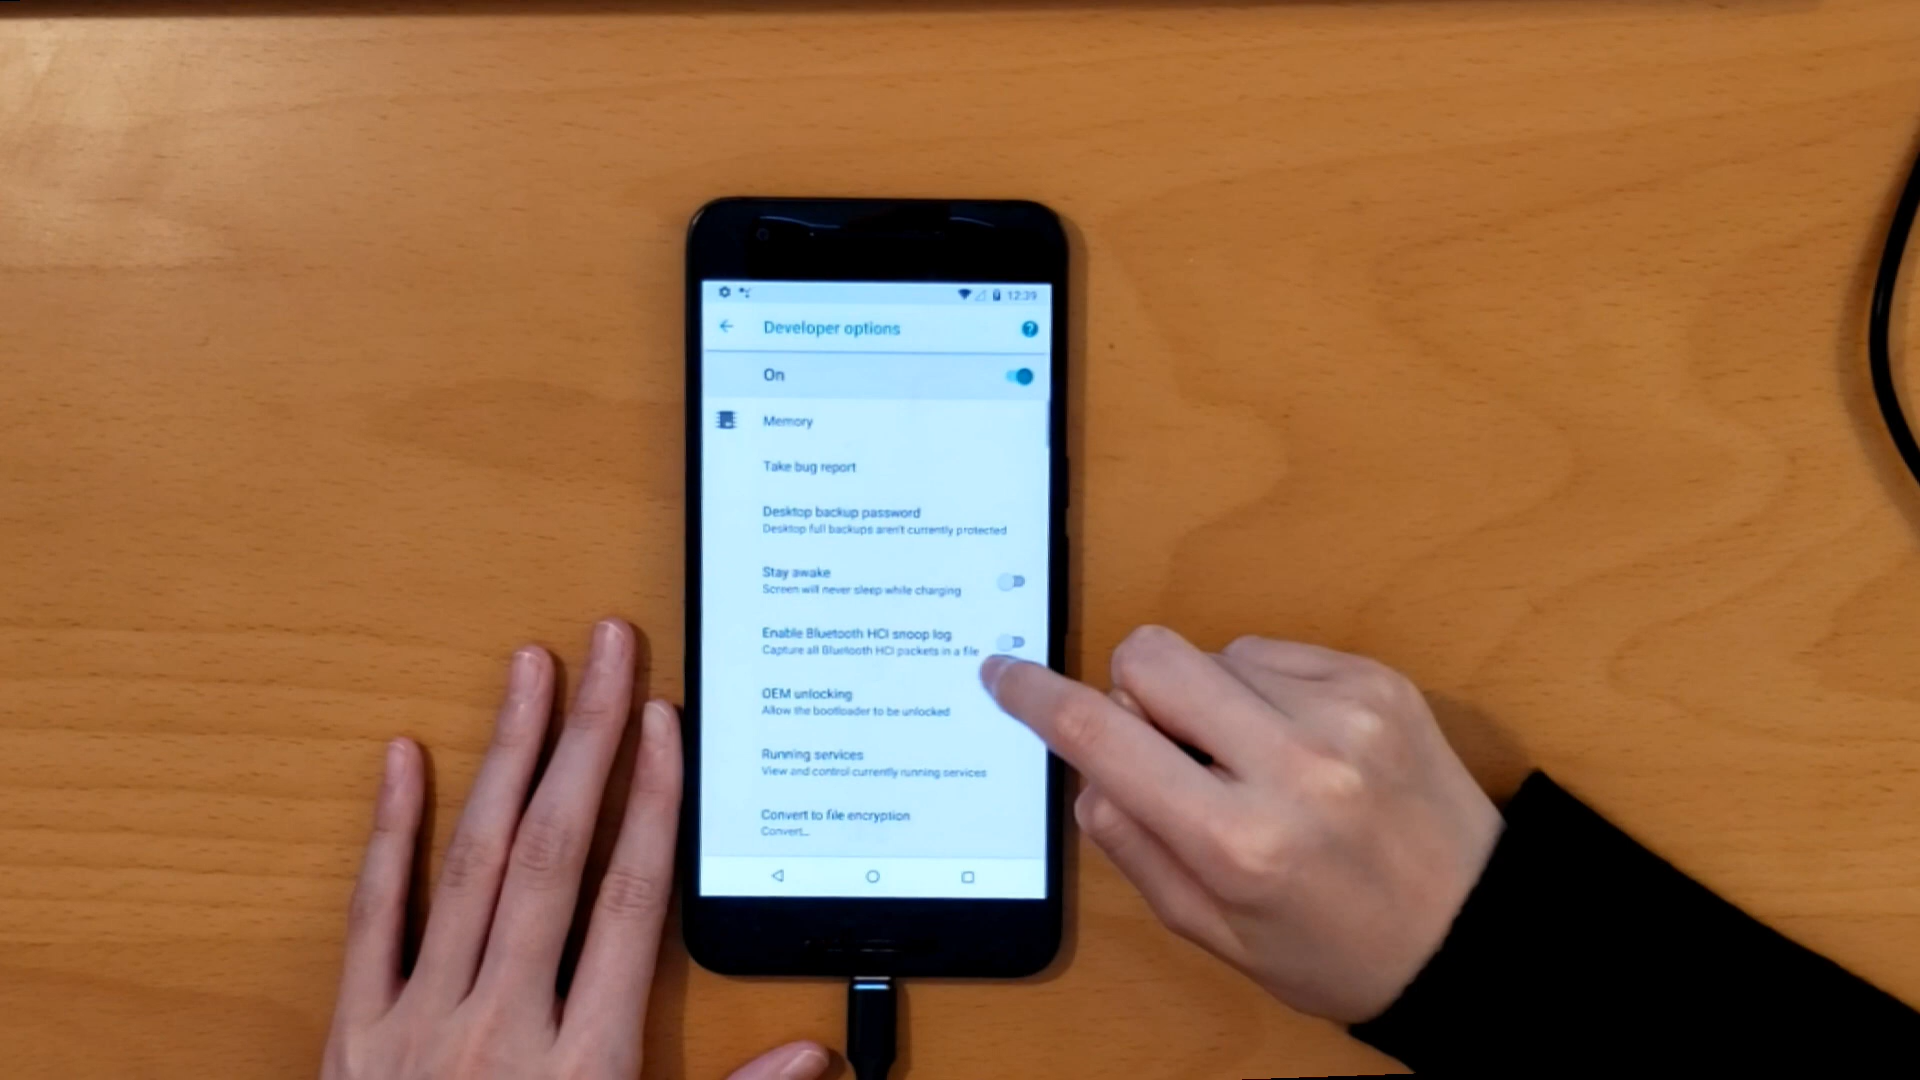 12:39
Developer options
?
On
Memory
Take bug report
Desktop backup password
Desktop full backups aren't currently protected
Stay awake
Screen will never sleep while charging
Enable Bluetooth HCI snoop log
Capture all Bluetooth HCI packets in a file
OEM unlocking
Allow the bootloader to be unlocked
Running services
View and control currently running services
Convert to file encryption
Convert...